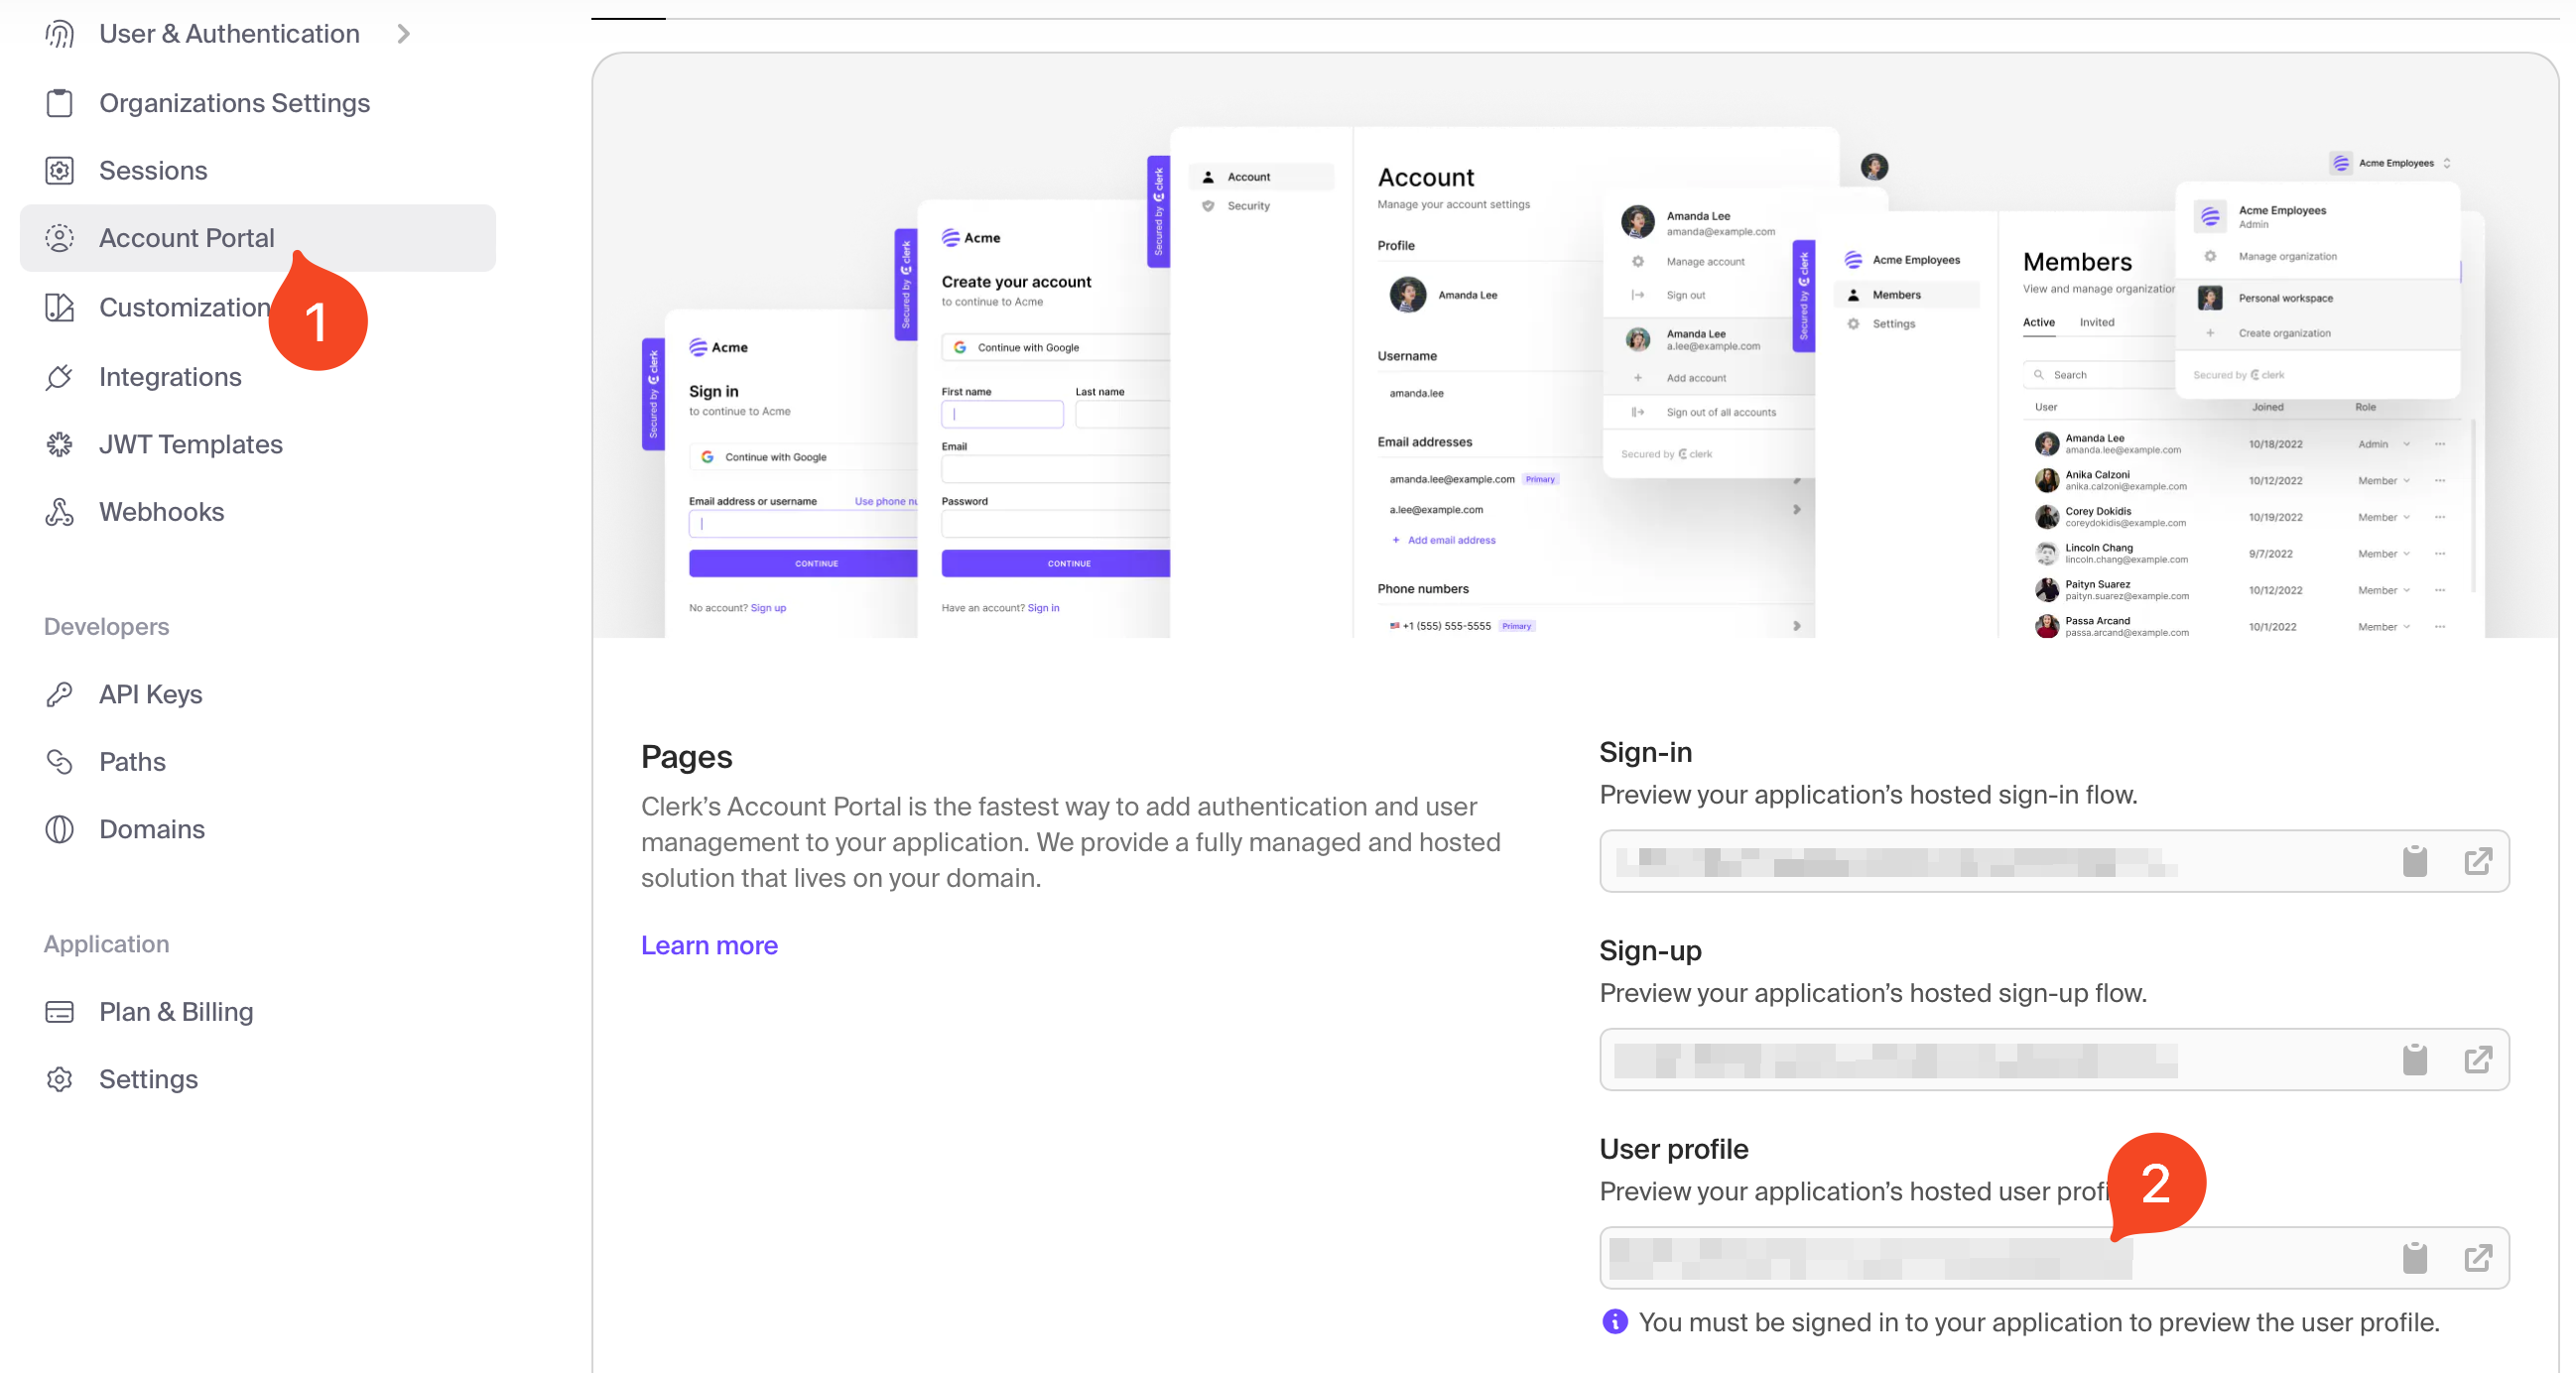 User & Authentication
Organizations Settings
Sessions
Account Portal
1
Customization
Integrations
JWT Templates
Webhooks
Developers
API Keys
Paths
Domains
Application
Plan & Billing
Settings
Secured by clerk
Acme
Sign in
to continue to Acme
Continue with Google
Email address or username
Use phone nu
CONTINUE
No account? Sign up
Secured by clerk
Acme
Create your account
to continue to Acme
Continue with Google
First name
Last name
Email
Password
CONTINUE
Have an account? Sign in
Secured by clerk
Account
Security
Account
Manage your account settings
Profile
Amanda Lee
Username
amanda.lee
Email addresses
amanda.lee@example.com Primary
a.lee@example.com
+ Add email address
Phone numbers
+1 (555) 555-5555 Primary
Amanda Lee
amanda@example.com
Manage account
Sign out
Amanda Lee
a.lee@example.com
+ Add account
Sign out of all accounts
Secured by clerk
Secured by clerk
Acme Employees
Members
Settings
Members
View and manage organization
Active Invited
Search
User Joined Role
Amanda Lee
amanda.lee@example.com
10/18/2022 Admin
Anika Calzoni
anika.calzoni@example.com
10/12/2022 Member
Corey Dokidis
coreydokidis@example.com
10/19/2022 Member
Lincoln Chang
lincoln.chang@example.com
9/7/2022 Member
Paityn Suarez
paityn.suarez@example.com
10/12/2022 Member
Passa Arcand
passa.arcand@example.com
10/1/2022 Member
Acme Employees
Acme Employees
Admin
Manage organization
Personal workspace
+ Create organization
Secured by clerk
Pages
Clerk’s Account Portal is the fastest way to add authentication and user
management to your application. We provide a fully managed and hosted
solution that lives on your domain.
Learn more
Sign-in
Preview your application’s hosted sign-in flow.
Sign-up
Preview your application’s hosted sign-up flow.
User profile
Preview your application’s hosted user profi
2
You must be signed in to your application to preview the user profile.